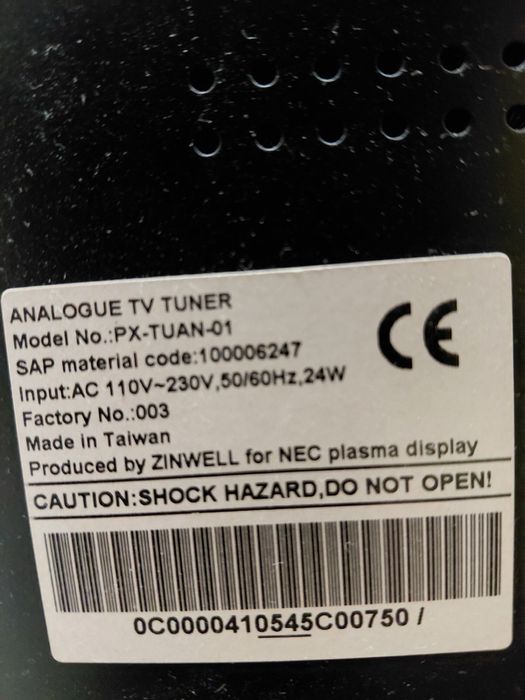 ANALOGUE TV TUNER
Model No.:PX-TUAN-01
SAP material code:100006247
Input:AC 110V~230V,50/60Hz,24W
Factory No.:003
Made in Taiwan
Produced by ZINWELL for NEC plasma display
CE
CAUTION:SHOCK HAZARD,DO NOT OPEN!
0C0000410545C00750 /